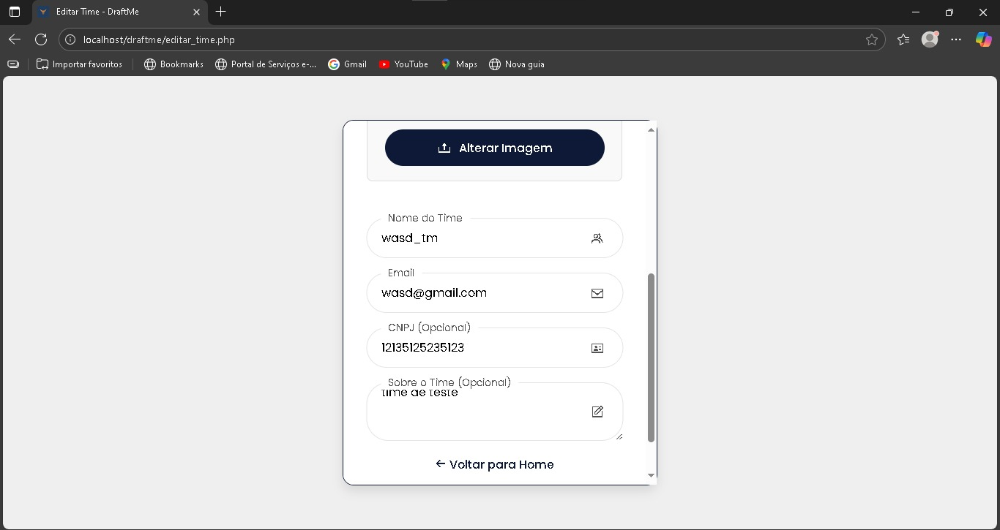 Editar Time - DraftMe
localhost/draftme/editar_time.php
Importar favoritos
Bookmarks
Portal de Serviços e-...
Gmail
YouTube
Maps
Nova guia
Alterar Imagem
Nome do Time
wasd_tm
Email
wasd@gmail.com
CNPJ (Opcional)
12135125235123
Sobre o Time (Opcional)
time de teste
Voltar para Home